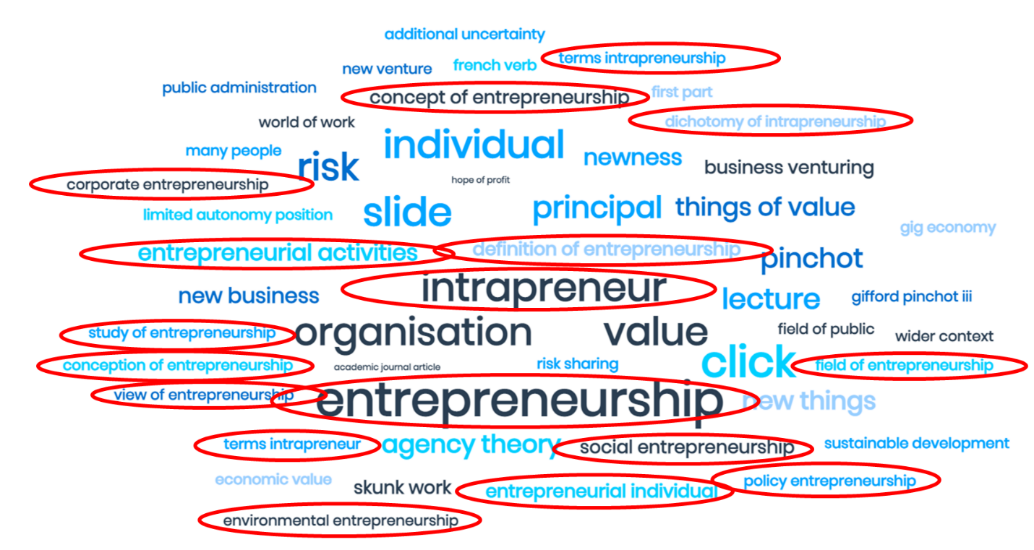 additional uncertainty
new venture
french verb
terms intrapreneurship
public administration
concept of entrepreneurship
first part
world of work
dichotomy of intrapreneurship
many people
risk
individual
newness
business venturing
corporate entrepreneurship
hope of profit
limited autonomy position
slide
principal
things of value
gig economy
entrepreneurial activities
definition of entrepreneurship
pinchot
new business
intrapreneur
lecture
gifford pinchot iii
study of entrepreneurship
organisation
value
field of public
wider context
conception of entrepreneurship
academic journal article
risk sharing
click
field of entrepreneurship
view of entrepreneurship
entrepreneurship
new things
terms intrapreneur
agency theory
social entrepreneurship
sustainable development
economic value
skunk work
entrepreneurial individual
policy entrepreneurship
environmental entrepreneurship